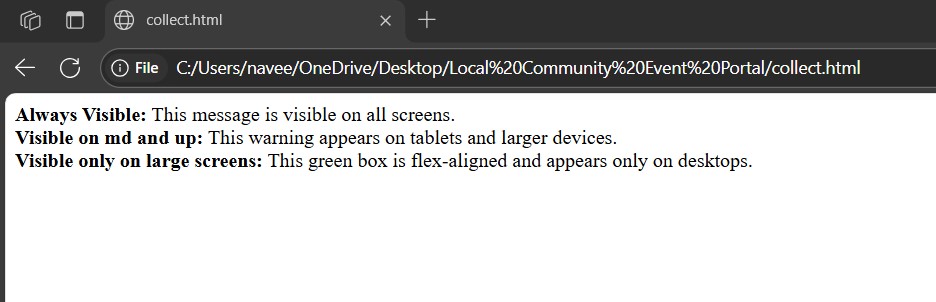 collect.html
File C:/Users/navee/OneDrive/Desktop/Local%20Community%20Event%20Portal/collect.html
Always Visible: This message is visible on all screens.
Visible on md and up: This warning appears on tablets and larger devices.
Visible only on large screens: This green box is flex-aligned and appears only on desktops.